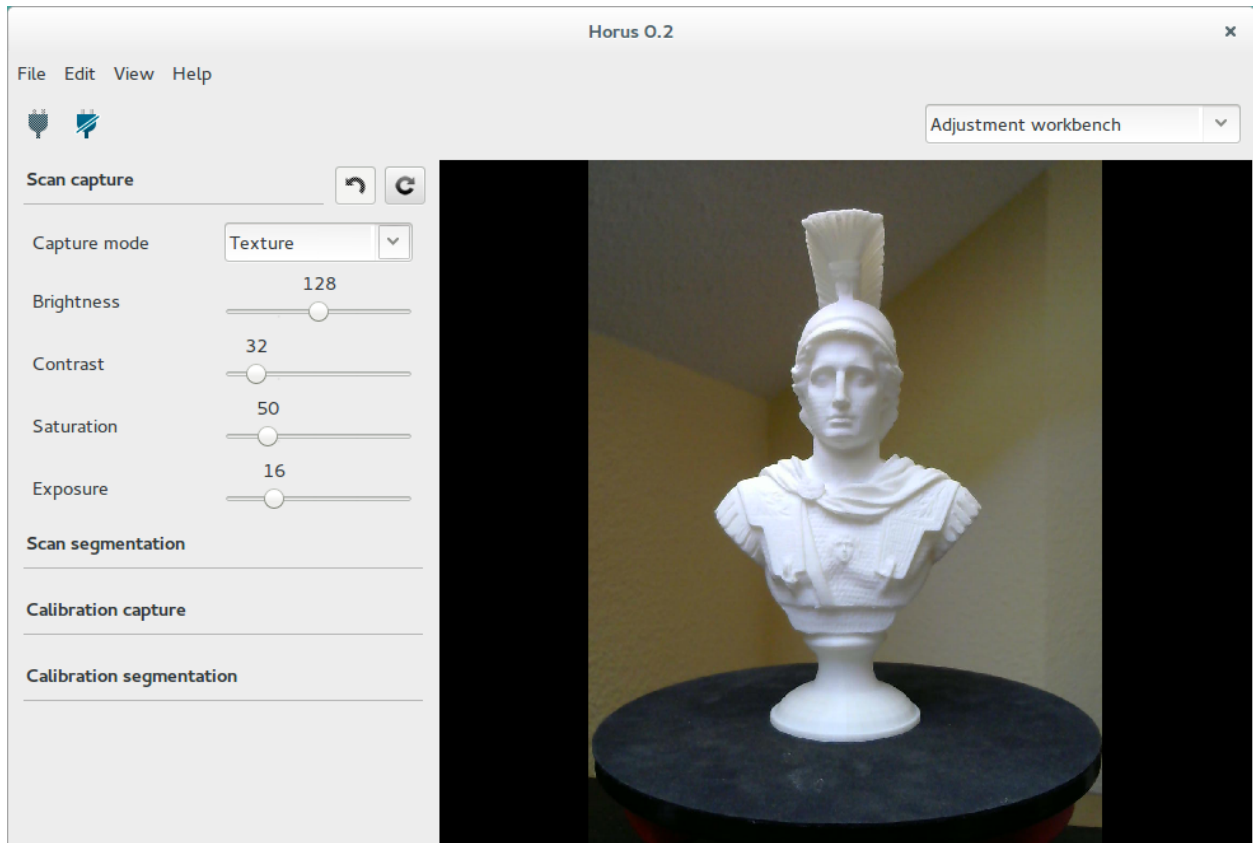 Horus 0.2
File Edit View Help
Adjustment workbench
Scan capture
Capture mode Texture
128
Brightness
32
Contrast
50
Saturation
16
Exposure
Scan segmentation
Calibration capture
Calibration segmentation